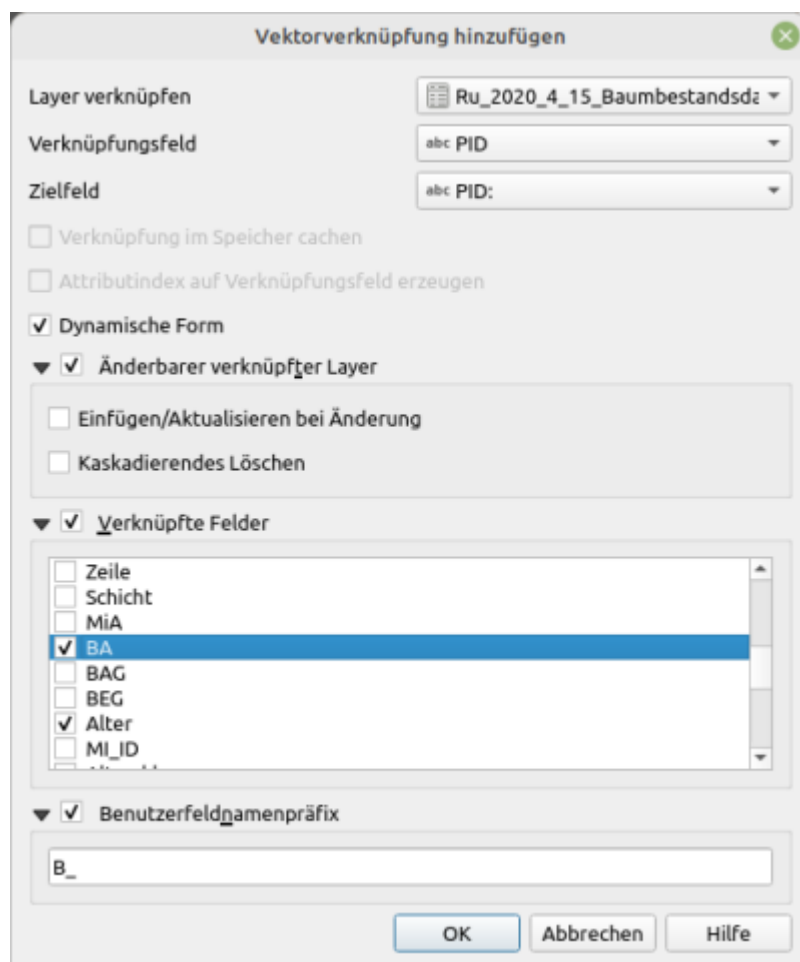 Vektorverknüpfung hinzufügen
Layer verknüpfen
Ru_2020_4_15_Baumbestandsda
Verknüpfungsfeld
abc PID
Zielfeld
abc PID:
Verknüpfung im Speicher cachen
Attributindex auf Verknüpfungsfeld erzeugen
Dynamische Form
Änderbarer verknüpfter Layer
Einfügen/Aktualisieren bei Änderung
Kaskadierendes Löschen
Verknüpfte Felder
Zeile
Schicht
MiA
BA
BAG
BEG
Alter
MI_ID
Benutzerfeldnamenpräfix
B_
OK
Abbrechen
Hilfe